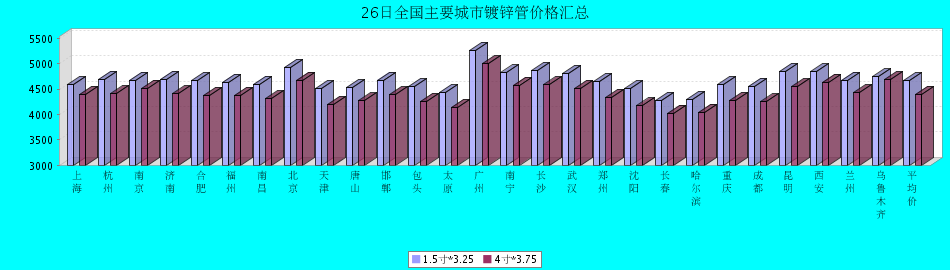 26日全国主要城市镀锌管价格汇总
5500
5000
4500
4000
3500
3000
上海 杭州 南京 济南 合肥 福州 南昌 北京 天津 唐山 邯郸 包头 太原 广州 南宁 长沙 武汉 郑州 沈阳 长春 哈尔滨 重庆 成都 昆明 西安 兰州 乌鲁木齐 平均价
1.5寸*3.25 4寸*3.75